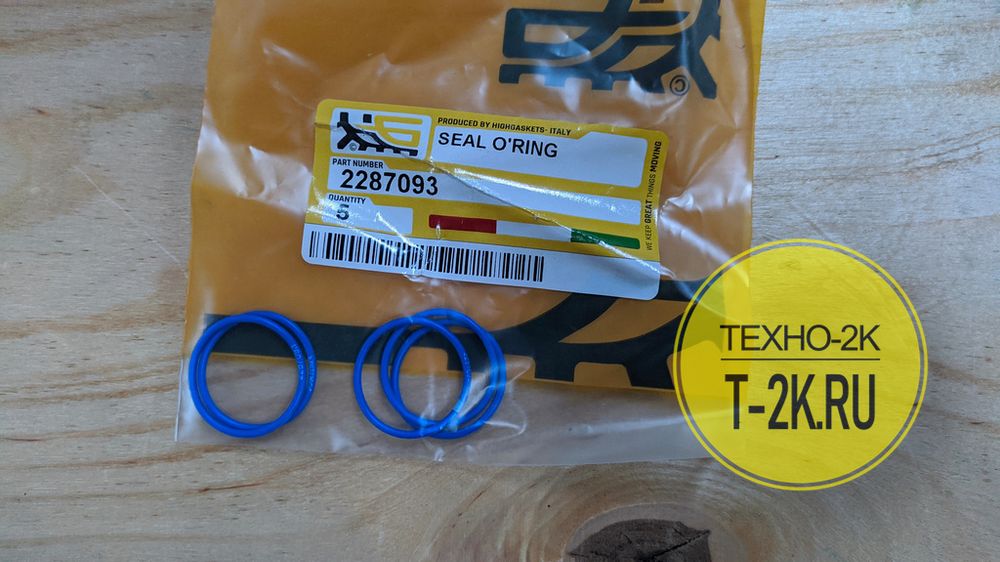 PRODUCED BY HIGHGASKETS- ITALY
SEAL O'RING
PART NUMBER
2287093
QUANTITY
5
WE KEEP GREAT THINGS MOVING
©
©
ТЕХНО-2К
T-2K.RU